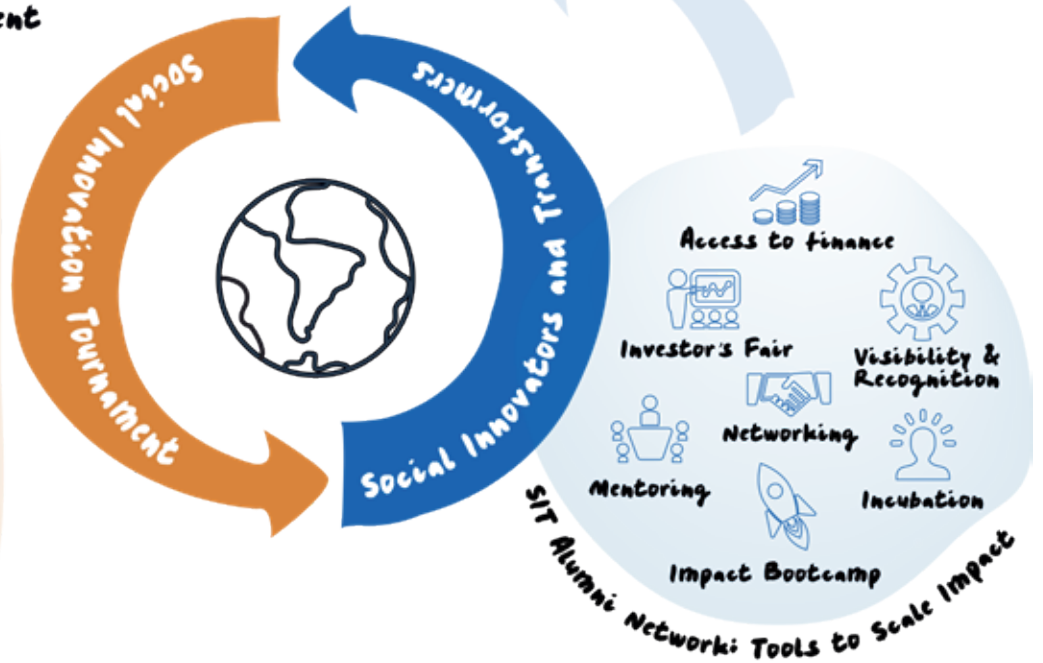 ent
Social Innovation Tournament
Social Innovators and Transformers
Access to finance
Investor's Fair
Visibility &
Recognition
Networking
Mentoring
Incubation
Impact Bootcamp
SIT Alumni Network: Tools to Scale Impact